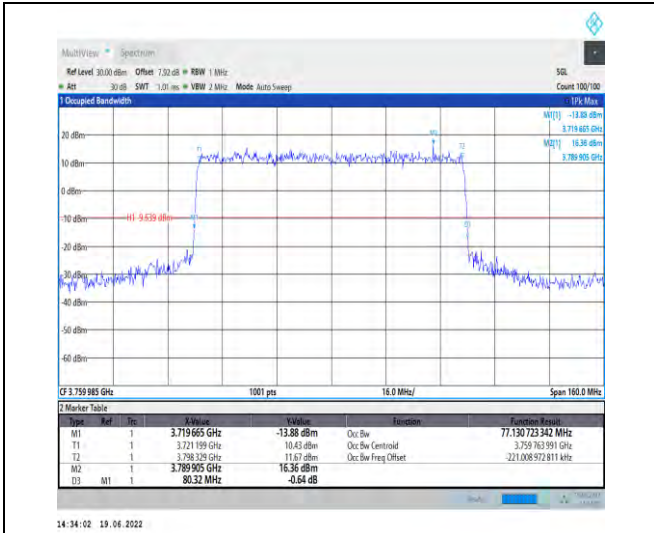 MultiView Spectrum
Ref Level 30.00 dBm Offset 7.92 dB RBW 1 MHz SGL
Att 30 dB SWT 1.01 ms VBW 2 MHz Mode Auto Sweep Count 100/100
1 Occupied Bandwidth 1Pk Max
M1[1] -13.88 dBm
3.719 665 GHz
M2[1] 16.36 dBm
3.789 905 GHz
20 dBm
10 dBm
0 dBm
-10 dBm
H1 -9.639 dBm
-20 dBm
-30 dBm
-40 dBm
-50 dBm
-60 dBm
M1
T1
M2
T2
D3
CF 3.759 985 GHz 1001 pts 16.0 MHz/ Span 160.0 MHz
2 Marker Table
Type Ref Trc X-Value Y-Value Function Function Result
M1 1 3.719 665 GHz -13.88 dBm Occ Bw 77.130 723 342 MHz
T1 1 3.721 199 GHz 10.43 dBm Occ Bw Centroid 3.759 763 991 GHz
T2 1 3.798 329 GHz 11.67 dBm Occ Bw Freq Offset -221.008 972 811 kHz
M2 1 3.789 905 GHz 16.36 dBm
D3 M1 1 80.32 MHz -0.64 dB
14:34:02 19.06.2022